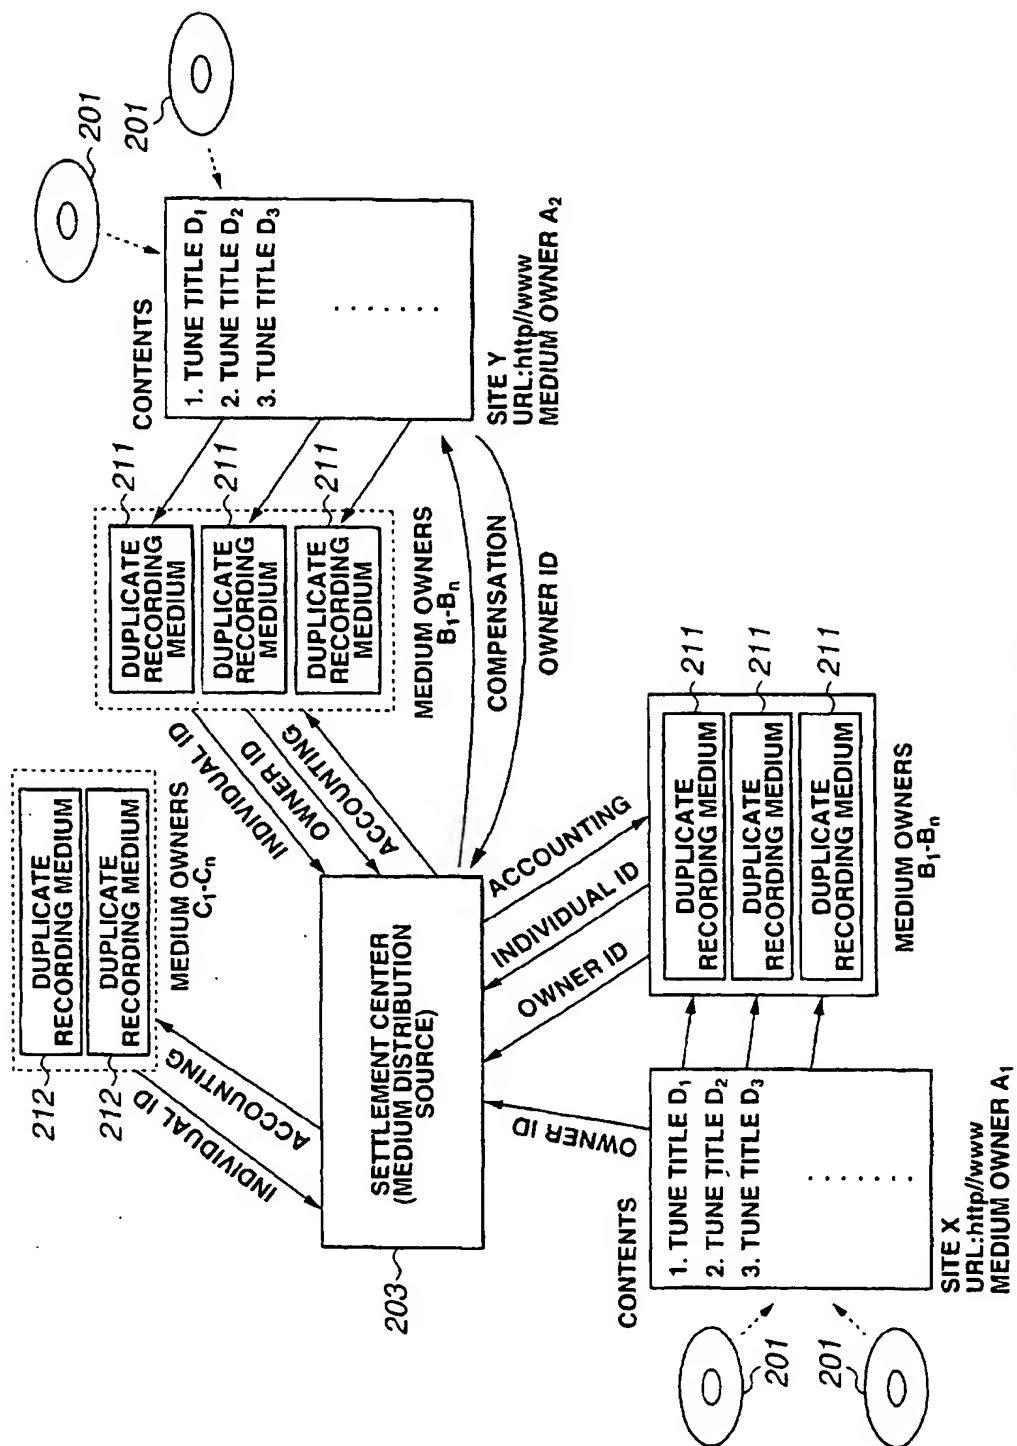 201
201
CONTENTS
1. TUNE TITLE D1
2. TUNE TITLE D2
3. TUNE TITLE D3
. . . . . . .
SITE Y
URL:http//www
MEDIUM OWNER A2
211
211
211
DUPLICATE
RECORDING
MEDIUM
DUPLICATE
RECORDING
MEDIUM
DUPLICATE
RECORDING
MEDIUM
MEDIUM OWNERS
B1-Bn
COMPENSATION
OWNER ID
INDIVIDUAL ID
OWNER ID
ACCOUNTING
212
212
DUPLICATE
RECORDING MEDIUM
DUPLICATE
RECORDING MEDIUM
MEDIUM OWNERS
C1-Cn
INDIVIDUAL ID
ACCOUNTING
SETTLEMENT CENTER
(MEDIUM DISTRIBUTION
SOURCE)
203
ACCOUNTING
INDIVIDUAL ID
OWNER ID
211
211
211
DUPLICATE
RECORDING MEDIUM
DUPLICATE
RECORDING MEDIUM
DUPLICATE
RECORDING MEDIUM
MEDIUM OWNERS
B1-Bn
OWNER ID
CONTENTS
1. TUNE TITLE D1
2. TUNE TITLE D2
3. TUNE TITLE D3
. . . . . . .
SITE X
URL:http//www
MEDIUM OWNER A1
201
201